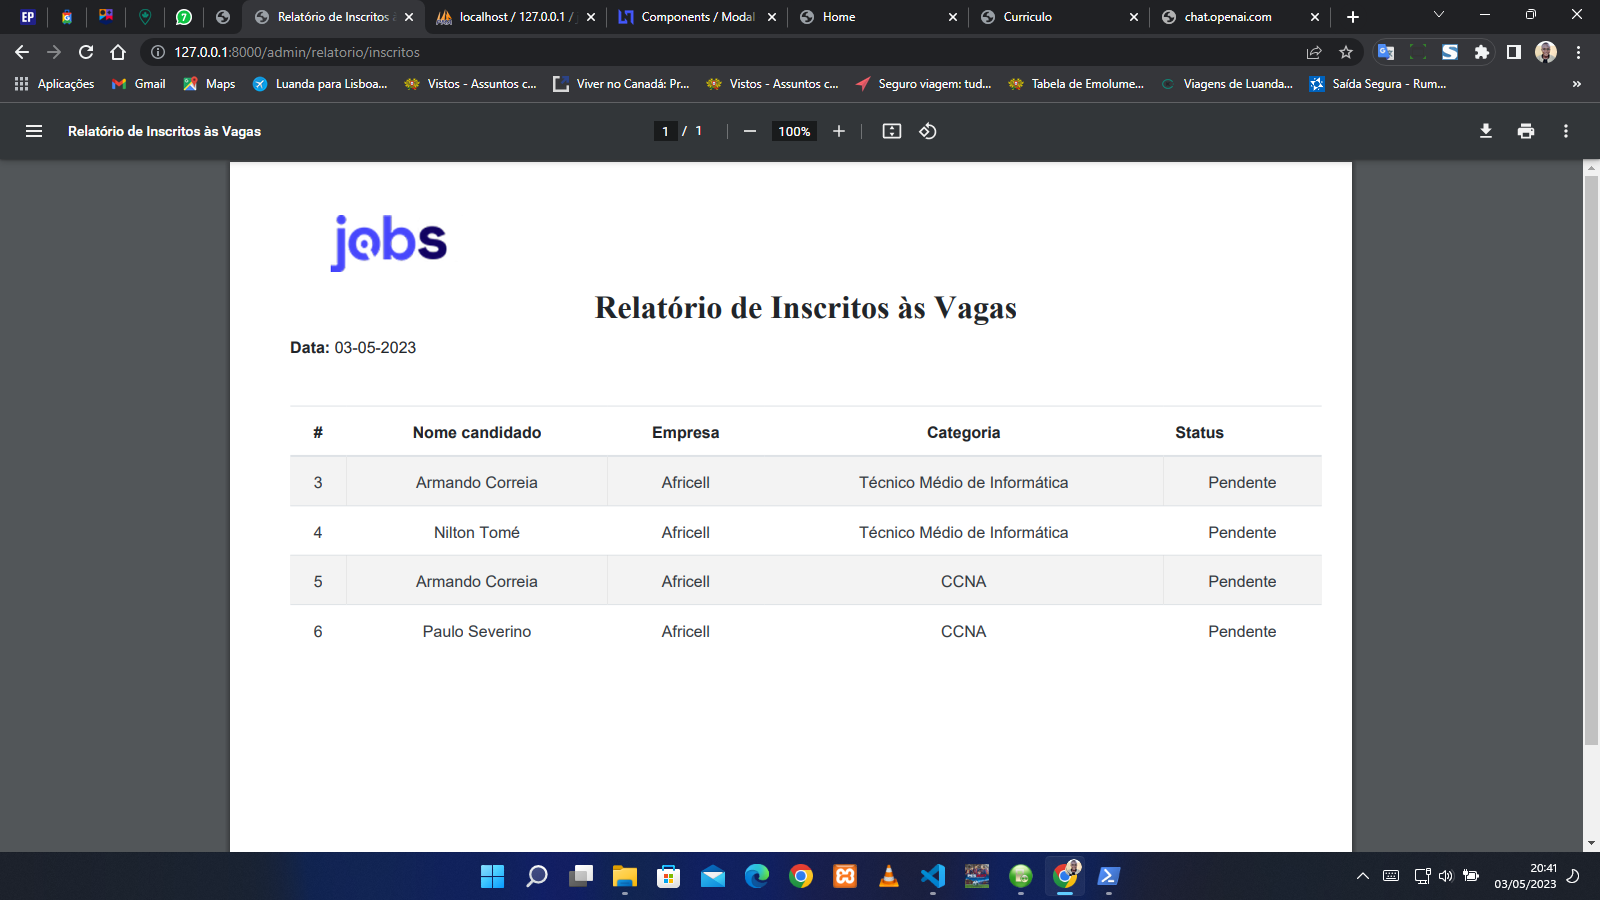 EP
7
Relatório de Inscritos à
localhost / 127.0.0.1 / j
Components / Modal
Home
Curriculo
chat.openai.com
127.0.0.1:8000/admin/relatorio/inscritos
Aplicações
Gmail
Maps
Luanda para Lisboa...
Vistos - Assuntos c...
Viver no Canadá: Pr...
Vistos - Assuntos c...
Seguro viagem: tud...
Tabela de Emolume...
Viagens de Luanda...
Saída Segura - Rum...
»
Relatório de Inscritos às Vagas
1 / 1
100%
jobs
Relatório de Inscritos às Vagas
Data: 03-05-2023
# Nome candidado Empresa Categoria Status
3 Armando Correia Africell Técnico Médio de Informática Pendente
4 Nilton Tomé Africell Técnico Médio de Informática Pendente
5 Armando Correia Africell CCNA Pendente
6 Paulo Severino Africell CCNA Pendente
20:41
03/05/2023